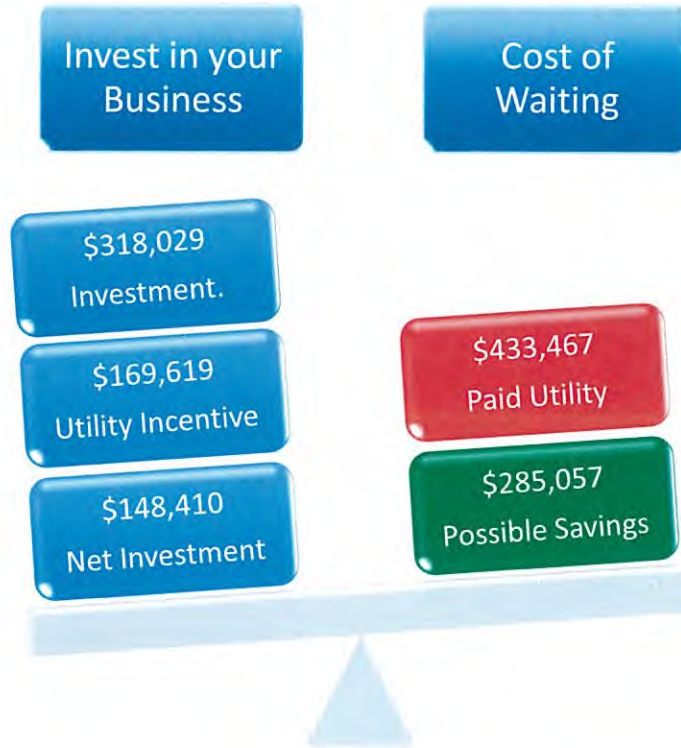 Invest in your
Business
Cost of
Waiting
$318,029
Investment.
$169,619
Utility Incentive
$148,410
Net Investment
$433,467
Paid Utility
$285,057
Possible Savings